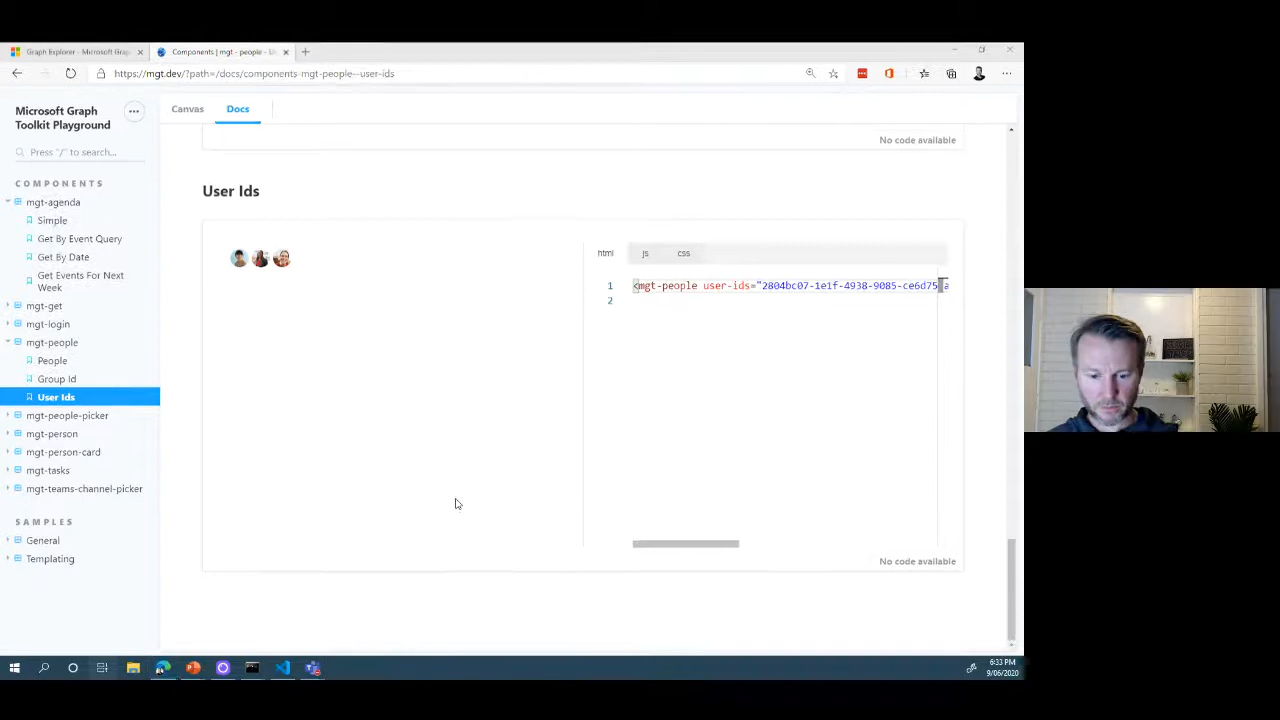 Graph Explorer - Microsoft Grap
Components | mgt - people - U
https://mgt.dev/?path=/docs/components-mgt-people--user-ids
Microsoft Graph
Toolkit Playground
Canvas
Docs
Press "/" to search...
COMPONENTS
mgt-agenda
Simple
Get By Event Query
Get By Date
Get Events For Next
Week
mgt-get
mgt-login
mgt-people
People
Group Id
User Ids
mgt-people-picker
mgt-person
mgt-person-card
mgt-tasks
mgt-teams-channel-picker
SAMPLES
General
Templating
No code available
User Ids
html
js
css
1
<mgt-people user-ids="2804bc07-1e1f-4938-9085-ce6d75
2
No code available
6:33 PM
9/06/2020